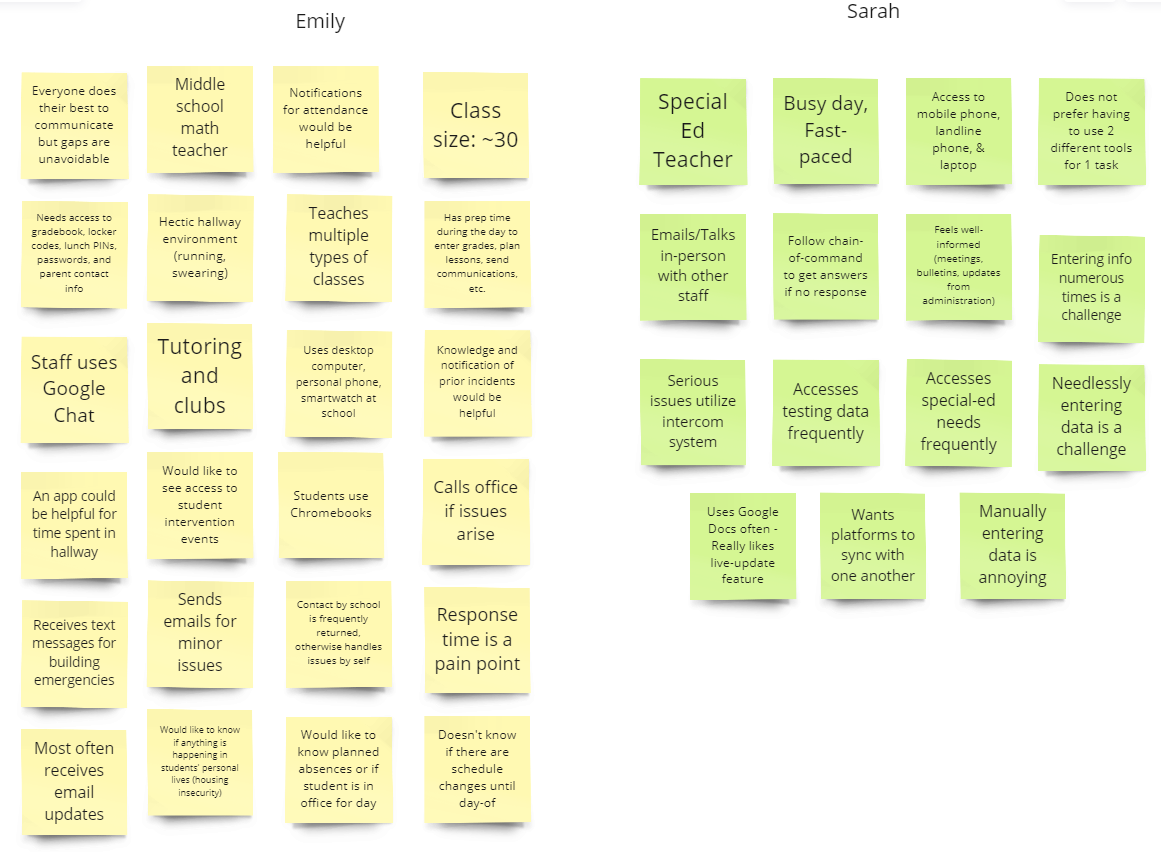 Emily
Everyone does
their best to
communicate
but gaps are
unavoidable
Middle
school
math
teacher
Notifications
for attendance
would be
helpful
Class
size: ~30
Needs access to
gradebook, locker
codes, lunch PINs,
passwords, and
parent contact
info
Hectic hallway
environment
(running,
swearing)
Teaches
multiple
types of
classes
Has prep time
during the day to
enter grades, plan
lessons, send
communications,
etc.
Staff uses
Google
Chat
Tutoring
and
clubs
Uses desktop
computer,
personal phone,
smartwatch at
school
Knowledge and
notification of
prior incidents
would be
helpful
An app could
be helpful for
time spent in
hallway
Would like to
see access to
student
intervention
events
Students use
Chromebooks
Calls office
if issues
arise
Receives text
messages for
building
emergencies
Sends
emails for
minor
issues
Contact by school
is frequently
returned,
otherwise handles
issues by self
Response
time is a
pain point
Most often
receives
email
updates
Would like to know
if anything is
happening in
students' personal
lives (housing
insecurity)
Would like to
know planned
absences or if
student is in
office for day
Doesn't know
if there are
schedule
changes until
day-of
Sarah
Special
Ed
Teacher
Busy day,
Fast-
paced
Access to
mobile phone,
landline
phone, &
laptop
Does not
prefer having
to use 2
different tools
for 1 task
Emails/Talks
in-person
with other
staff
Follow chain-
of-command
to get answers
if no response
Feels well-
informed
(meetings,
bulletins, updates
from
administration)
Entering info
numerous
times is a
challenge
Serious
issues utilize
intercom
system
Accesses
testing data
frequently
Accesses
special-ed
needs
frequently
Needlessly
entering
data is a
challenge
Uses Google
Docs often -
Really likes
live-update
feature
Wants
platforms to
sync with
one another
Manually
entering
data is
annoying